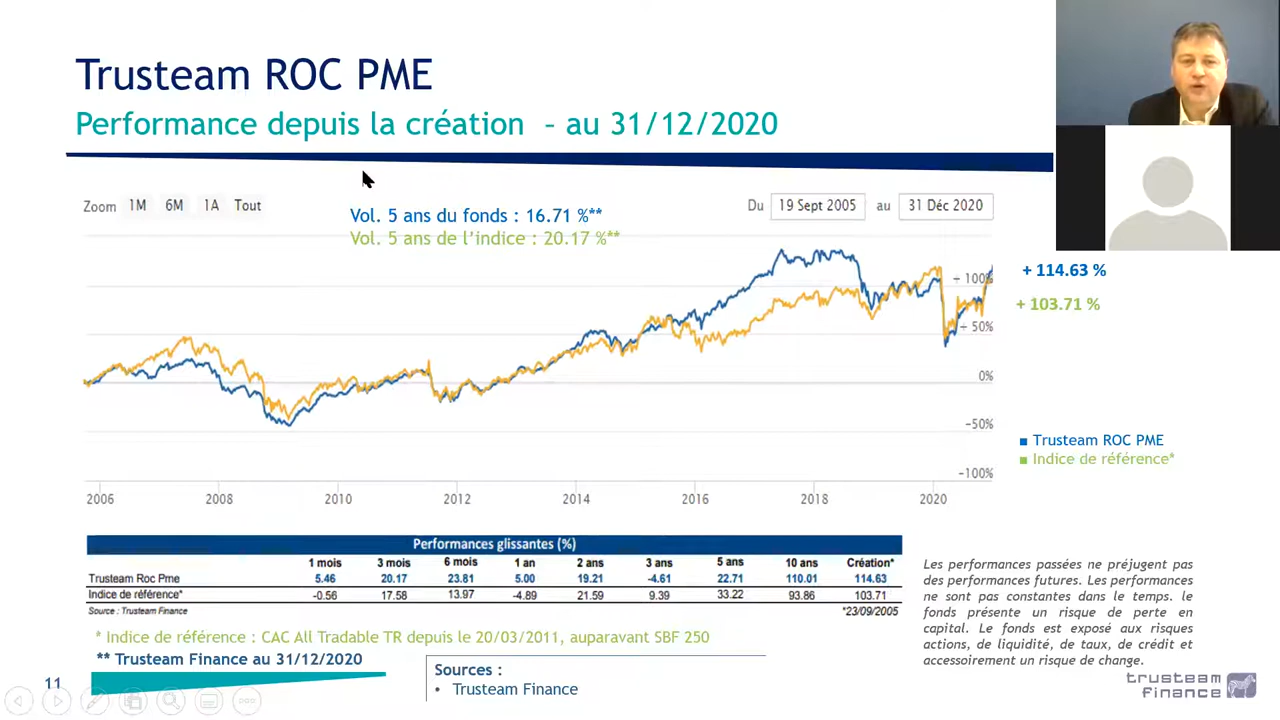 Trusteam ROC PME
Performance depuis la création - au 31/12/2020
Zoom 1M 6M 1A Tout
Vol. 5 ans du fonds : 16.71 %**
Vol. 5 ans de l'indice : 20.17 %**
Du 19 Sept 2005 au 31 Déc 2020
+ 114.63 %
+ 103.71 %
+ 100%
+ 50%
0%
-50%
-100%
2006 2008 2010 2012 2014 2016 2018 2020
Trusteam ROC PME
Indice de référence*
Performances glissantes (%)
1 mois 3 mois 6 mois 1 an 2 ans 3 ans 5 ans 10 ans Création*
Trusteam Roc Pme 5.46 20.17 23.81 5.00 19.21 -4.61 22.71 110.01 114.63
Indice de référence* -0.56 17.58 13.97 -4.89 21.59 9.39 33.22 93.86 103.71
Source : Trusteam Finance *23/09/2005
* Indice de référence : CAC All Tradable TR depuis le 20/03/2011, auparavant SBF 250
** Trusteam Finance au 31/12/2020
Sources :
• Trusteam Finance
Les performances passées ne préjugent pas
des performances futures. Les performances
ne sont pas constantes dans le temps. le
fonds présente un risque de perte en
capital. Le fonds est exposé aux risques
actions, de liquidité, de taux, de crédit et
accessoirement un risque de change.
11
trusteam
finance